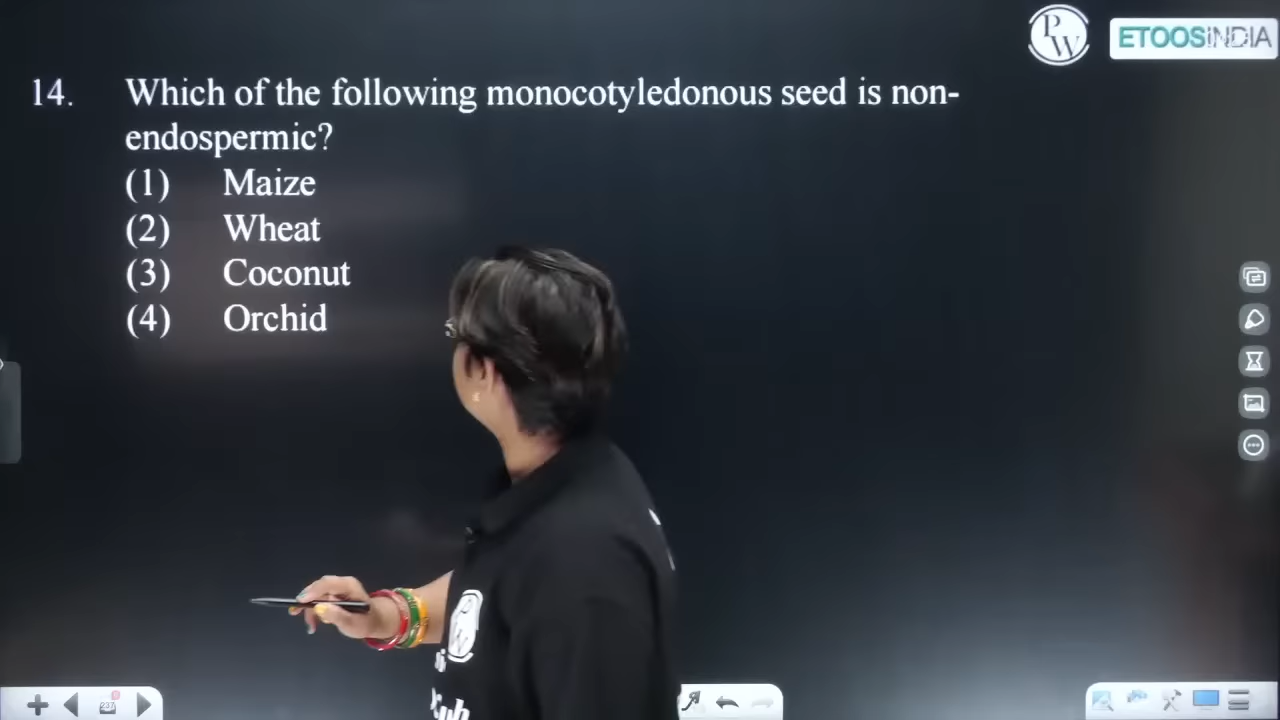 P
W
ETOOSINDIA
14. Which of the following monocotyledonous seed is non-
endospermic?
(1) Maize
(2) Wheat
(3) Coconut
(4) Orchid
P
W
237